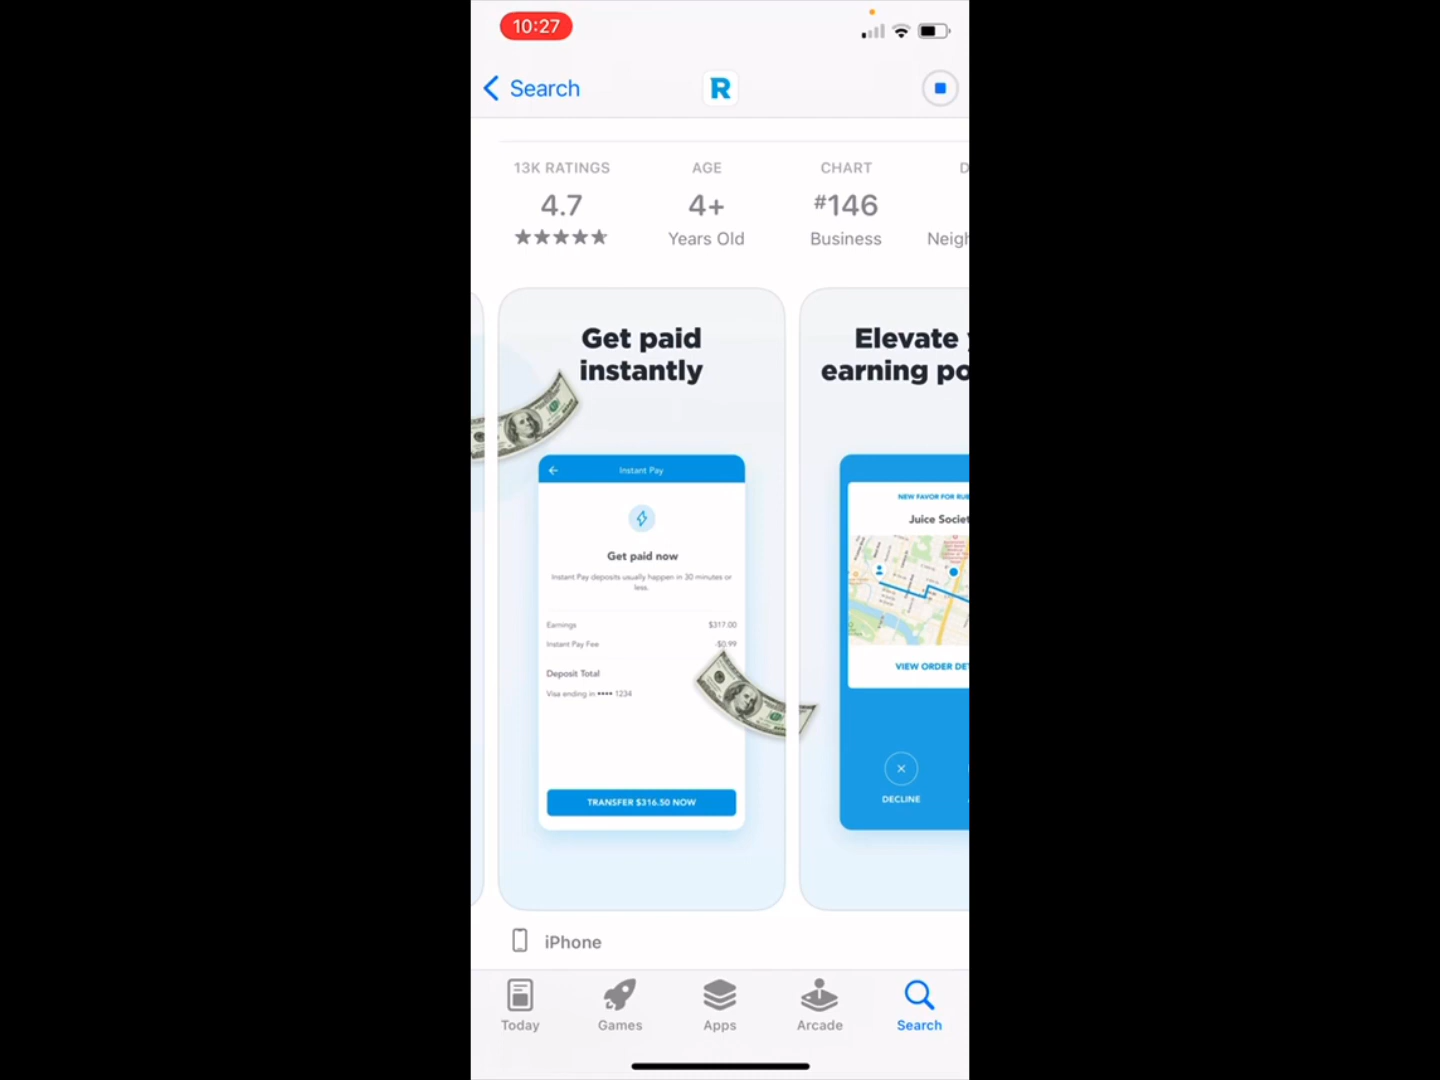 10:27
Search
R
13K RATINGS
4.7
AGE
4+
Years Old
CHART
#146
Business
D
Neigh
Get paid
instantly
Instant Pay
Get paid now
Instant Pay deposits usually happen in 30 minutes or
less.
Earnings $317.00
Instant Pay Fee -$0.99
Deposit Total
Visa ending in •••• 1234
TRANSFER $316.50 NOW
Elevate
earning po
NEW FAVOR FOR RUB
Juice Societ
VIEW ORDER DET
DECLINE
iPhone
Today
Games
Apps
Arcade
Search